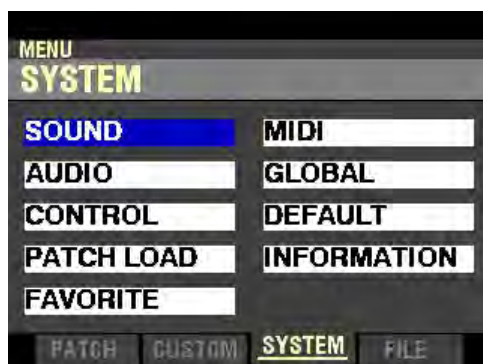 MENU
SYSTEM
SOUND MIDI
AUDIO GLOBAL
CONTROL DEFAULT
PATCH LOAD INFORMATION
FAVORITE
PATCH CUSTOM SYSTEM FILE